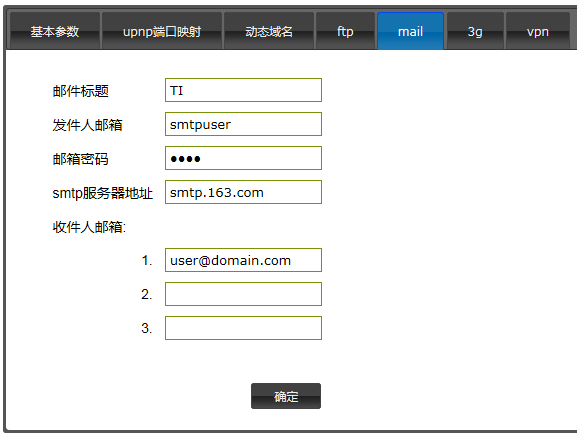 基本参数 upnp端口映射 动态域名 ftp mail 3g vpn
邮件标题 TI
发件人邮箱 smtpuser
邮箱密码 ●●●●
smtp服务器地址 smtp.163.com
收件人邮箱:
1. user@domain.com
2.
3.
确定